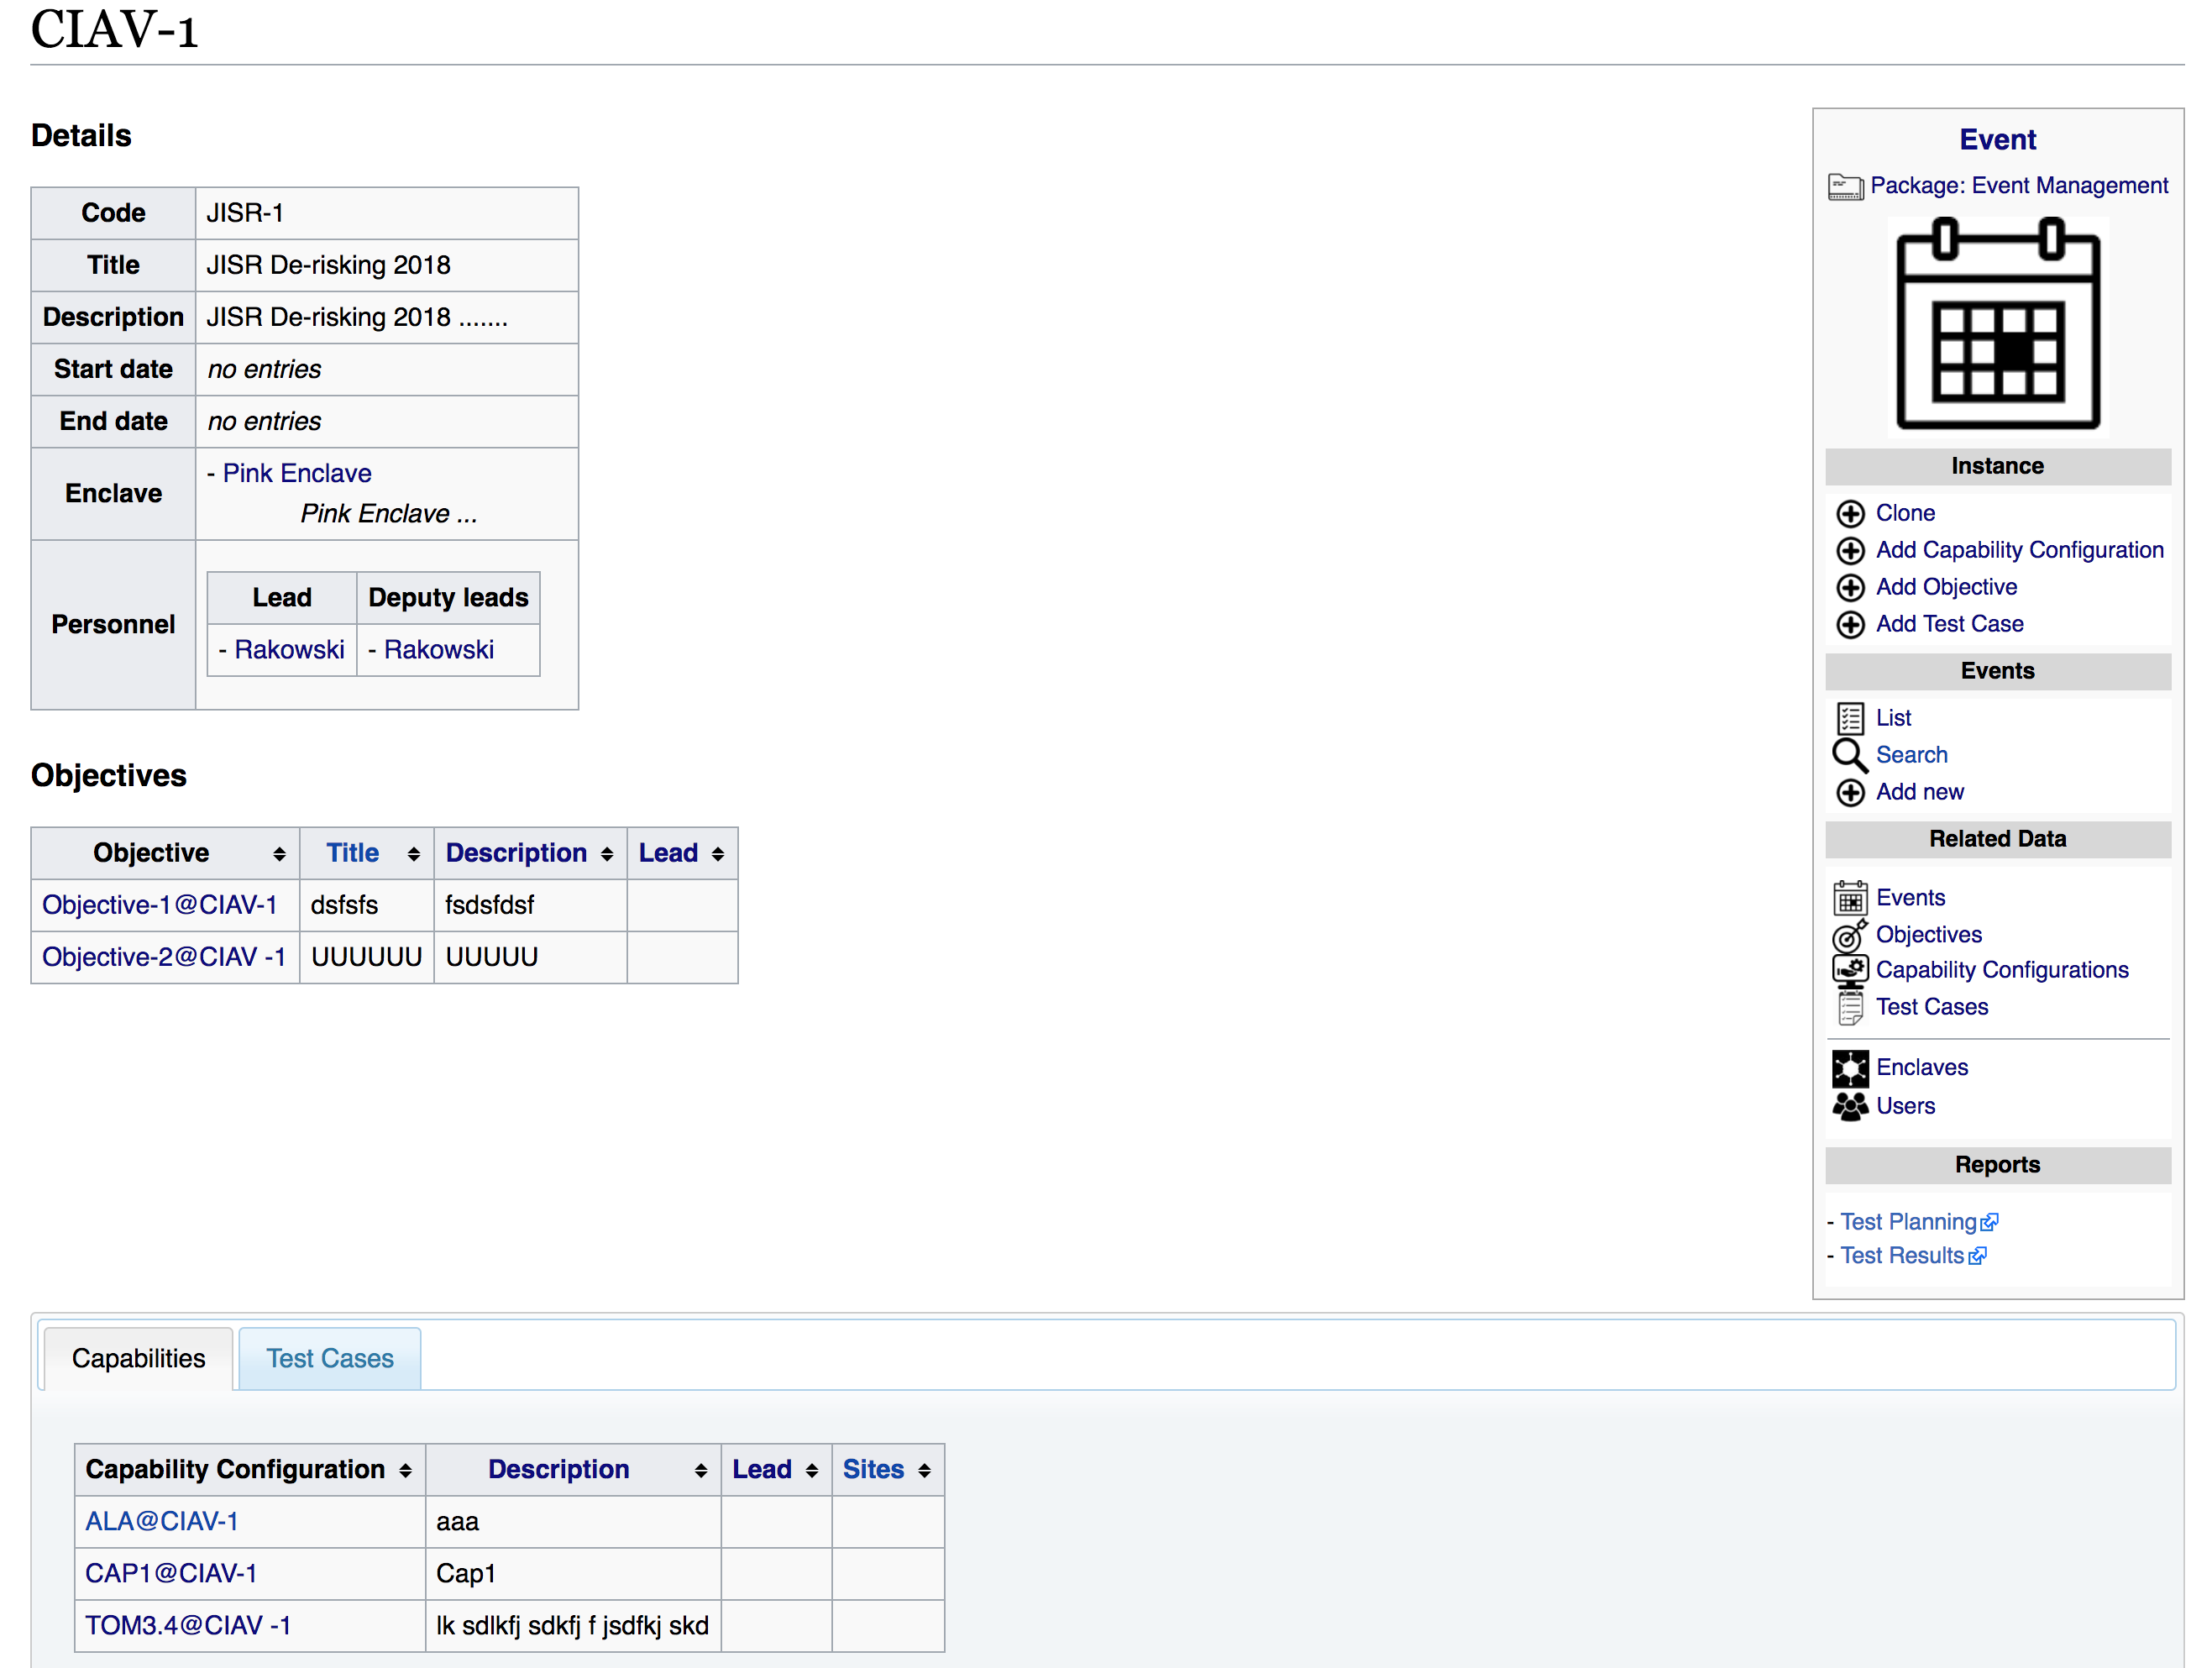 CIAV-1
Details
Code JISR-1
Title JISR De-risking 2018
Description JISR De-risking 2018 .......
Start date no entries
End date no entries
Enclave - Pink Enclave
Pink Enclave ...
Personnel
Lead Deputy leads
- Rakowski - Rakowski
Objectives
Objective Title Description Lead
Objective-1@CIAV-1 dsfsfs fsdsfdsf
Objective-2@CIAV -1 UUUUUU UUUUU
Event
Package: Event Management
Instance
Clone
Add Capability Configuration
Add Objective
Add Test Case
Events
List
Search
Add new
Related Data
Events
Objectives
Capability Configurations
Test Cases
Enclaves
Users
Reports
- Test Planning
- Test Results
Capabilities Test Cases
Capability Configuration Description Lead Sites
ALA@CIAV-1 aaa
CAP1@CIAV-1 Cap1
TOM3.4@CIAV -1 lk sdlkfj sdkfj f jsdfkj skd